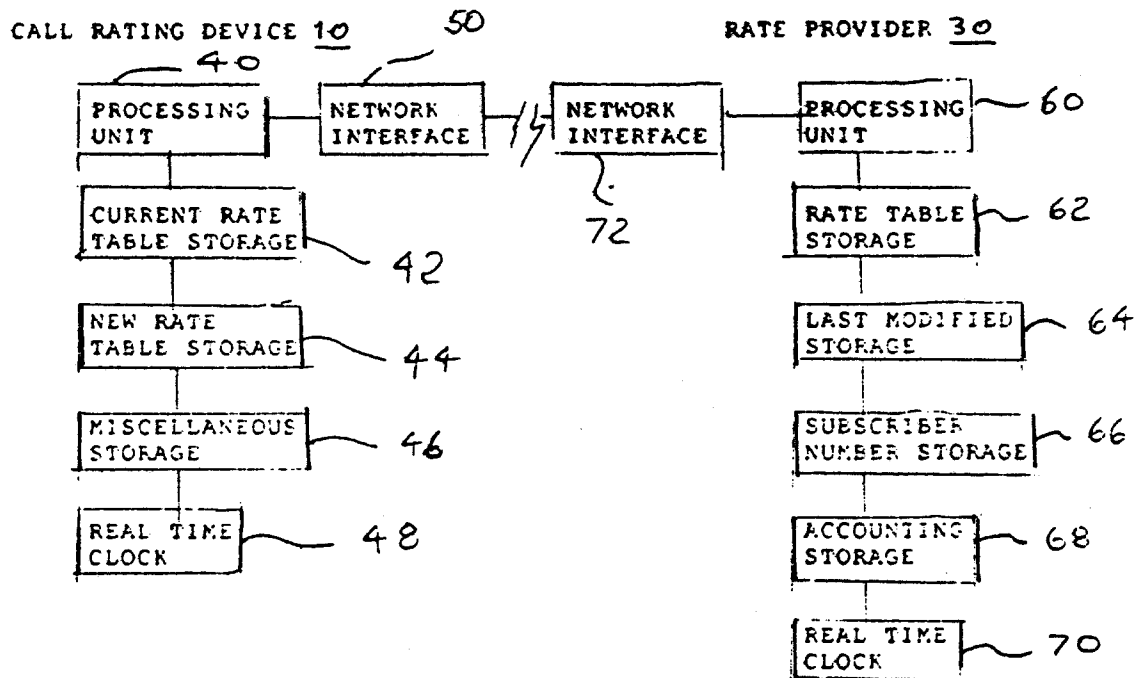 CALL RATING DEVICE 10
50
RATE PROVIDER 30
40
PROCESSING
UNIT
NETWORK
INTERFACE
NETWORK
INTERFACE
PROCESSING
UNIT
60
72
CURRENT RATE
TABLE STORAGE
42
RATE TABLE
STORAGE
62
NEW RATE
TABLE STORAGE
44
LAST MODIFIED
STORAGE
64
MISCELLANEOUS
STORAGE
46
SUBSCRIBER
NUMBER STORAGE
66
REAL TIME
CLOCK
48
ACCOUNTING
STORAGE
68
REAL TIME
CLOCK
70